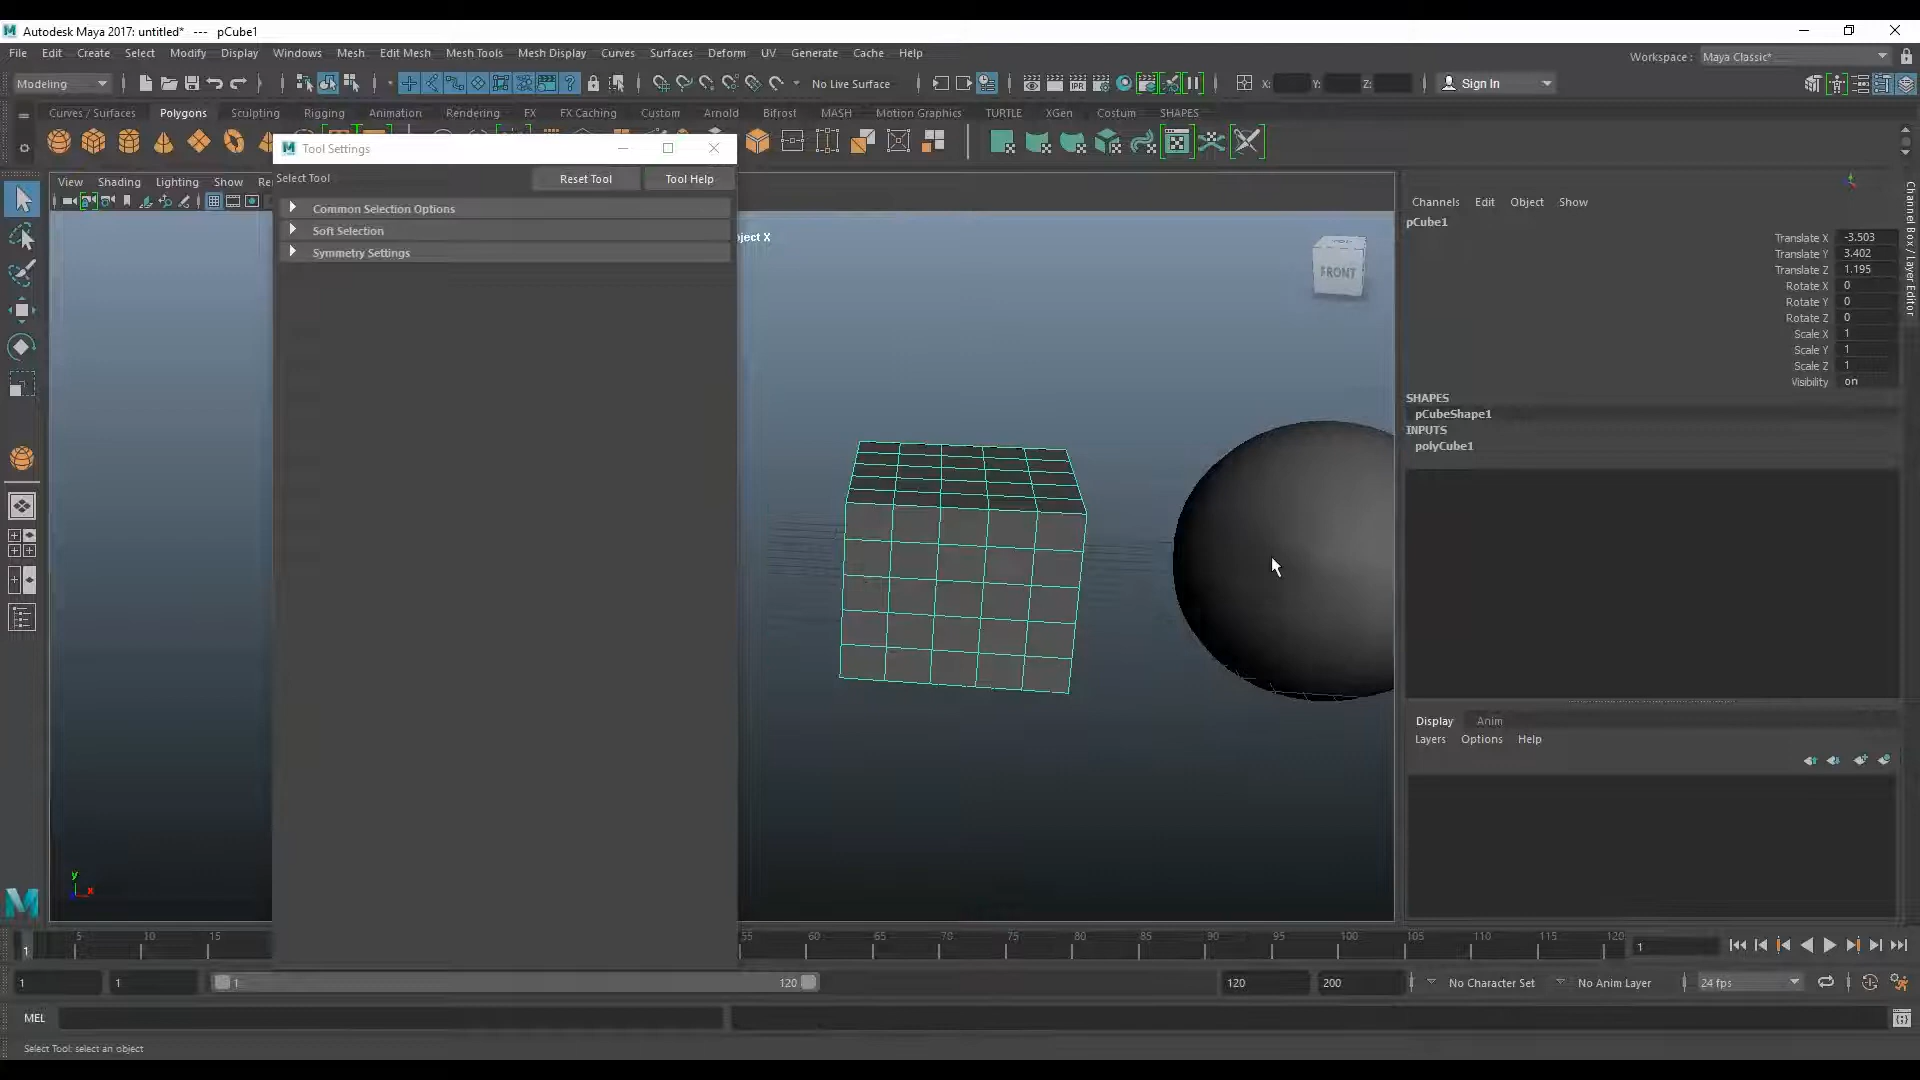 Autodesk Maya 2017: untitled* --- pCube1
File Edit Create Select Modify Display Windows Mesh Edit Mesh Mesh Tools Mesh Display Curves Surfaces Deform UV Generate Cache Help
Workspace : Maya Classic*
Modeling
No Live Surface
X:
Y:
Z:
Sign In
Curves / Surfaces Polygons Sculpting Rigging Animation Rendering FX FX Caching Custom Arnold Bifrost MASH Motion Graphics TURTLE XGen Costum SHAPES
IPR
Tool Settings
Select Tool
Reset Tool
Tool Help
Common Selection Options
Soft Selection
Symmetry Settings
View Shading Lighting Show Re
ject X
FRONT
Channels Edit Object Show
pCube1
Translate X -3.503
Translate Y 3.402
Translate Z 1.195
Rotate X 0
Rotate Y 0
Rotate Z 0
Scale X 1
Scale Y 1
Scale Z 1
Visibility on
SHAPES
pCubeShape1
INPUTS
polyCube1
Channel Box / Layer Editor
Display Anim
Layers Options Help
y
x
M
1 5 10 15 55 60 65 70 75 80 85 90 95 100 105 110 115 120
1
1
1
1
120
120
200
No Character Set
No Anim Layer
24 fps
MEL
Select Tool: select an object